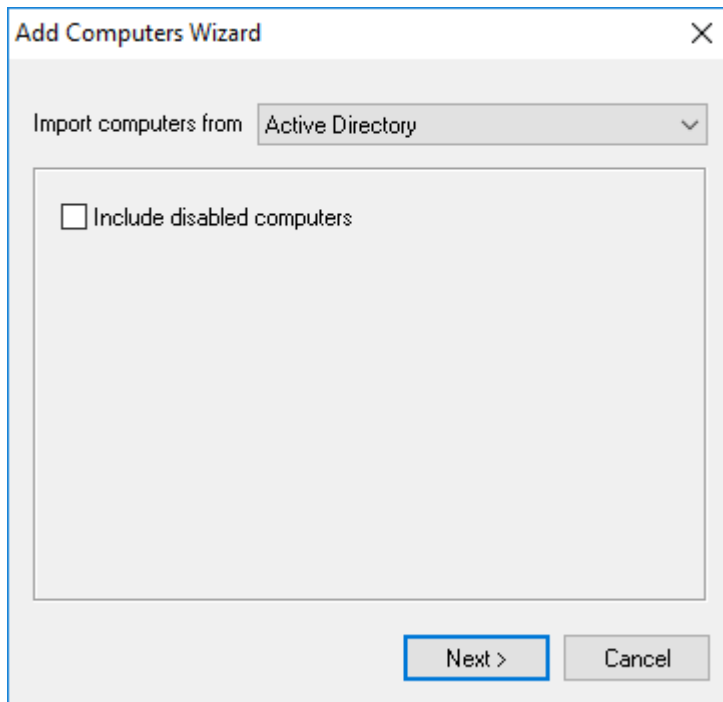 Add Computers Wizard
Import computers from Active Directory
Include disabled computers
Next > Cancel